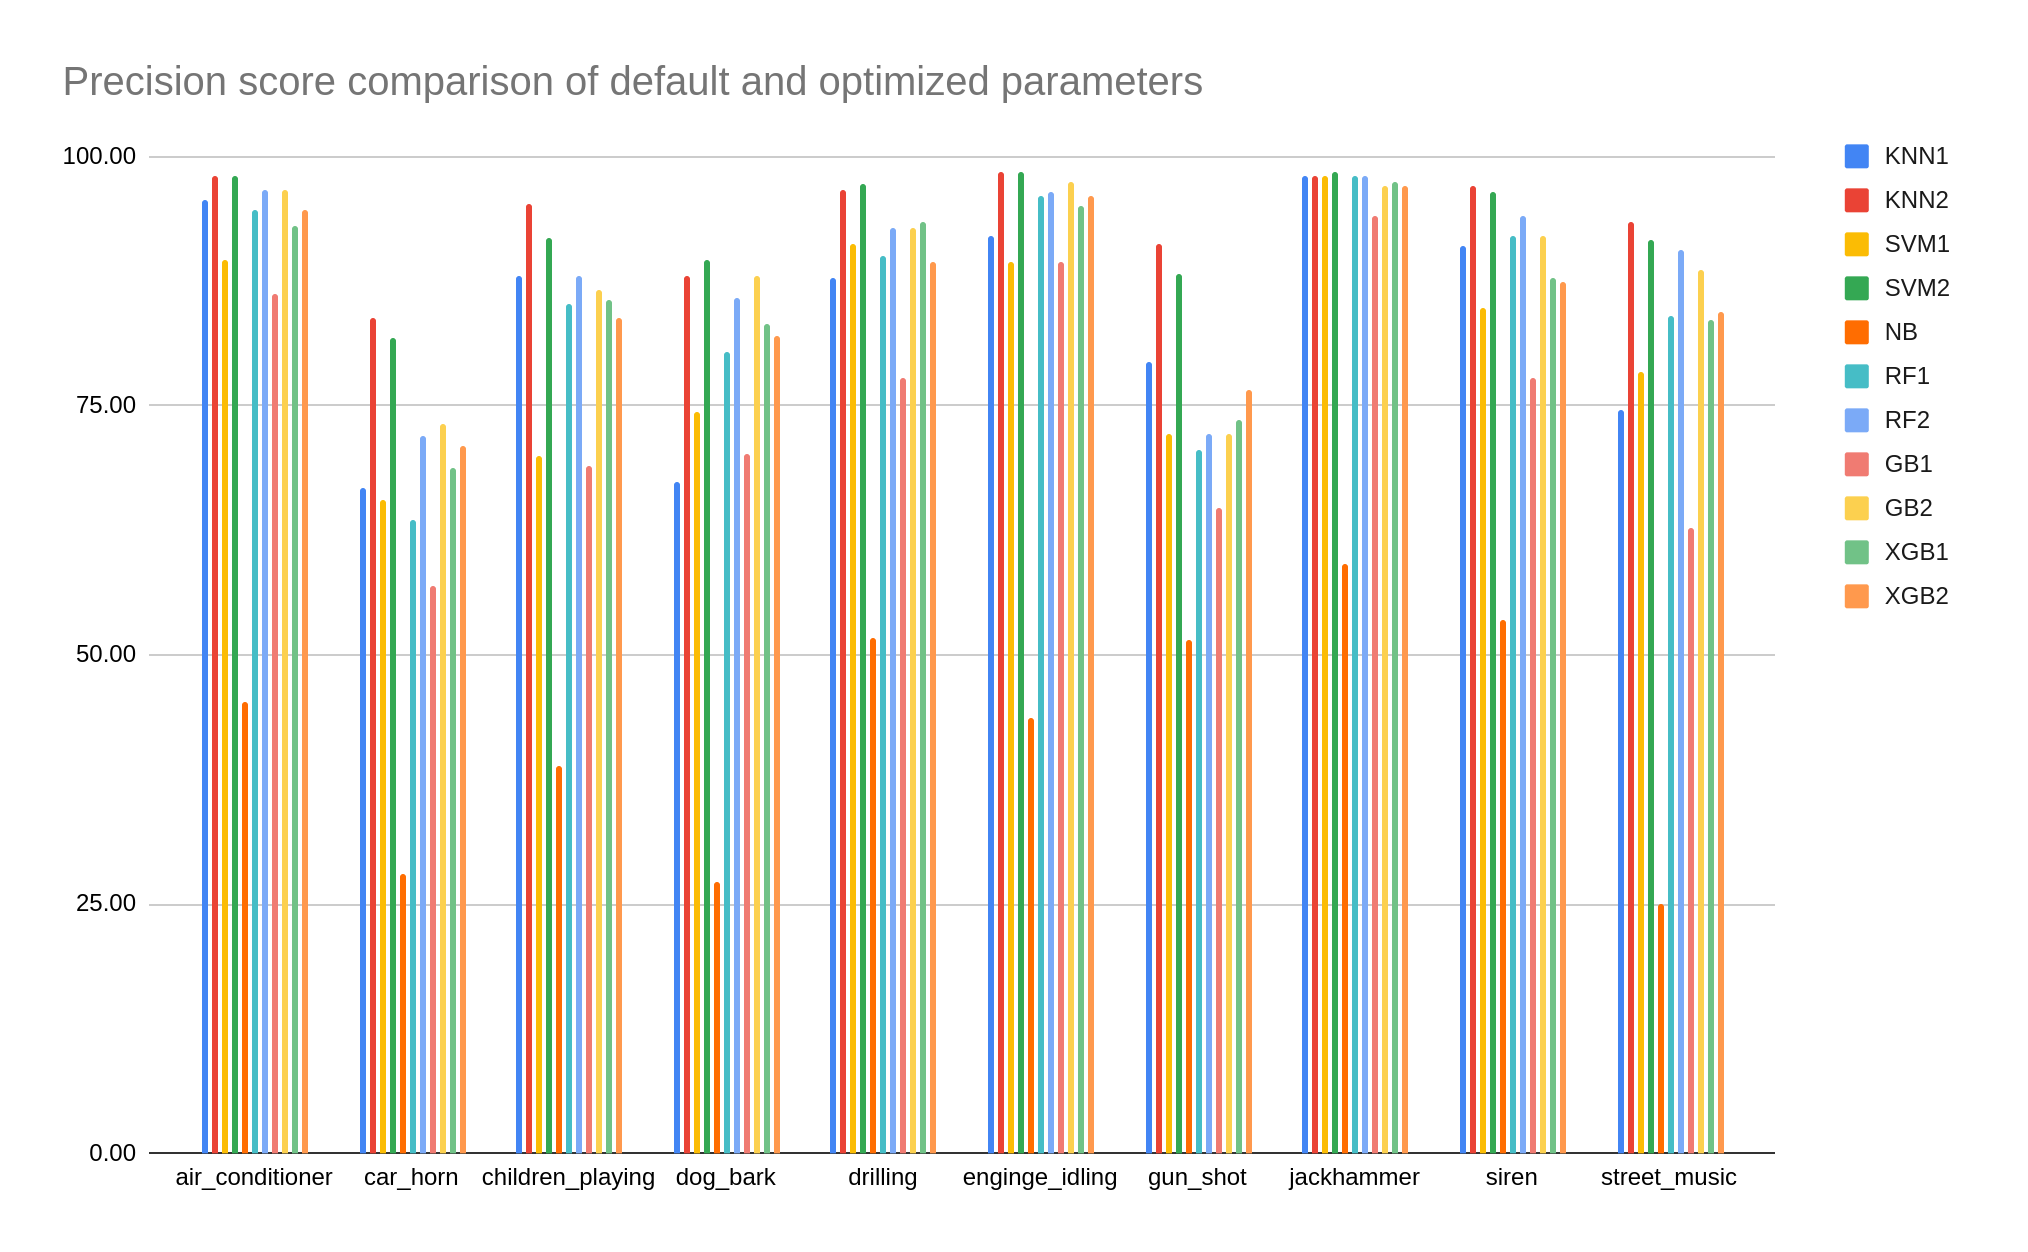 Precision score comparison of default and optimized parameters
100.00
75.00
50.00
25.00
0.00
air_conditioner car_horn children_playing dog_bark drilling enginge_idling gun_shot jackhammer siren street_music
KNN1
KNN2
SVM1
SVM2
NB
RF1
RF2
GB1
GB2
XGB1
XGB2